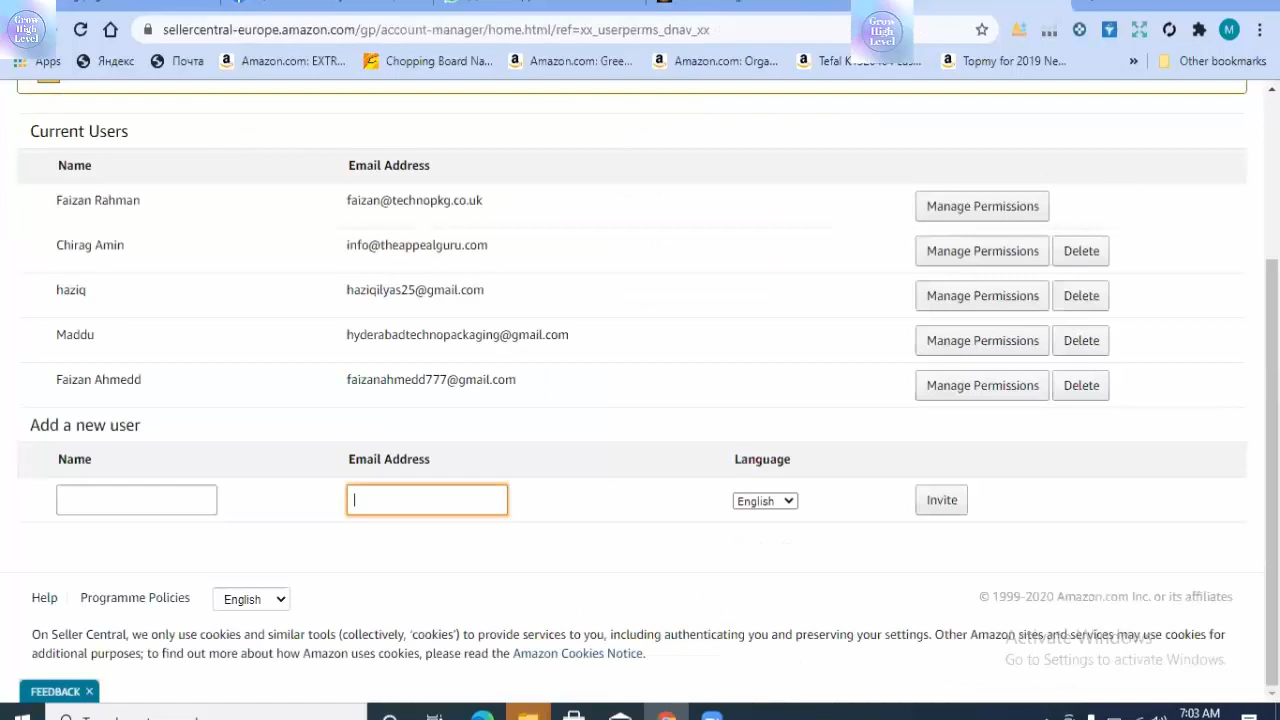 Grow
High
Level
sellercentral-europe.amazon.com/gp/account-manager/home.html/ref=xx_userperms_dnav_xx
Grow
High
Level
M
Apps
Яндекс
Почта
Amazon.com: EXTR...
Chopping Board Na...
Amazon.com: Gree...
Amazon.com: Orga...
Topmy for 2019 Ne...
»
Other bookmarks
Current Users
Name Email Address
Faizan Rahman faizan@technopkg.co.uk Manage Permissions
Chirag Amin info@theappealguru.com Manage Permissions Delete
haziq haziqilyas25@gmail.com Manage Permissions Delete
Maddu hyderabadtechnopackaging@gmail.com Manage Permissions Delete
Faizan Ahmedd faizanahmedd777@gmail.com Manage Permissions Delete
Add a new user
Name Email Address Language
English Invite
Help Programme Policies English © 1999-2020 Amazon.com Inc. or its affiliates
On Seller Central, we only use cookies and similar tools (collectively, 'cookies') to provide services to you, including authenticating you and preserving your settings. Other Amazon sites and services may use cookies for
additional purposes; to find out more about how Amazon uses cookies, please read the Amazon Cookies Notice.
Activate Windows
Go to Settings to activate Windows.
FEEDBACK ×
7:03 AM